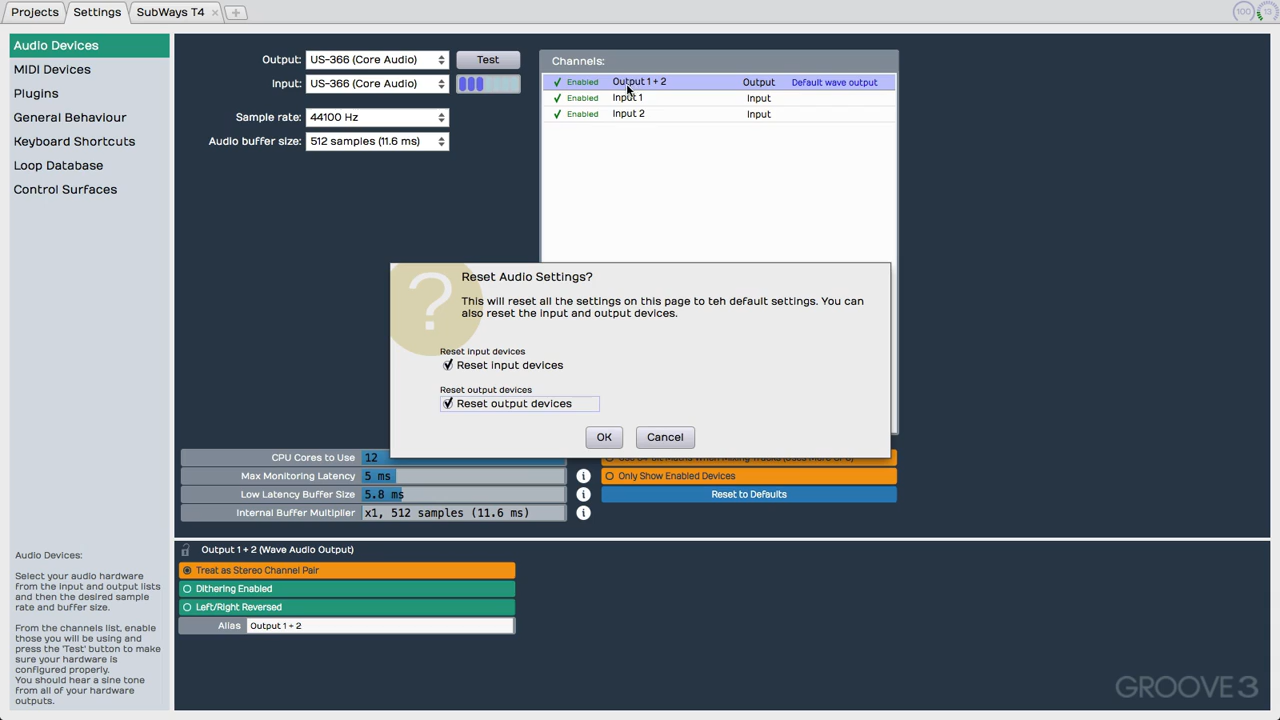 Projects
Settings
SubWays T4
100
13
Audio Devices
MIDI Devices
Plugins
General Behaviour
Keyboard Shortcuts
Loop Database
Control Surfaces
Output: US-366 (Core Audio) Test
Input: US-366 (Core Audio)
Sample rate: 44100 Hz
Audio buffer size: 512 samples (11.6 ms)
Channels:
Enabled Output 1 + 2 Output Default wave output
Enabled Input 1 Input
Enabled Input 2 Input
Reset Audio Settings?
This will reset all the settings on this page to teh default settings. You can
also reset the input and output devices.
Reset input devices
Reset input devices
Reset output devices
Reset output devices
OK Cancel
CPU Cores to Use 12
Max Monitoring Latency 5 ms
Low Latency Buffer Size 5.8 ms
Internal Buffer Multiplier x1, 512 samples (11.6 ms)
Only Show Enabled Devices
Reset to Defaults
Output 1 + 2 (Wave Audio Output)
Treat as Stereo Channel Pair
Dithering Enabled
Left/Right Reversed
Alias Output 1 + 2
Audio Devices:
Select your audio hardware
from the input and output lists
and then the desired sample
rate and buffer size.
From the channels list, enable
those you will be using and
press the 'Test' button to make
sure your hardware is
configured properly.
You should hear a sine tone
from all of your hardware
outputs.
GROOVE 3